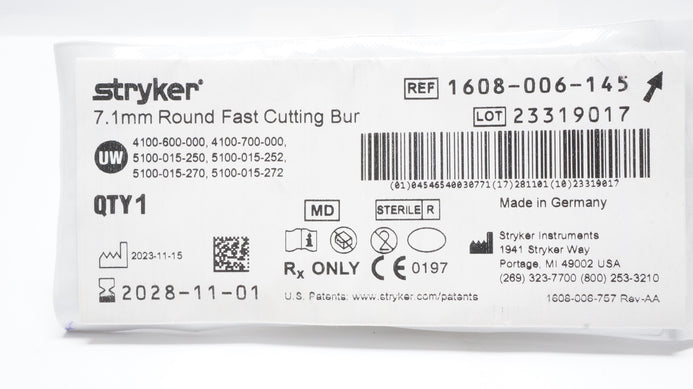 stryker®
REF 1608-006-145
7.1mm Round Fast Cutting Bur
LOT 23319017
UW
4100-600-000, 4100-700-000,
5100-015-250, 5100-015-252,
5100-015-270, 5100-015-272
(01)04546540030771(17)281101(10)23319017
QTY1
MD
STERILE R
Made in Germany
2023-11-15
2
Stryker Instruments
1941 Stryker Way
Portage, MI 49002 USA
(269) 323-7700 (800) 253-3210
Rx ONLY CE 0197
2028-11-01
U.S. Patents: www.stryker.com/patents
1608-006-757 Rev-AA